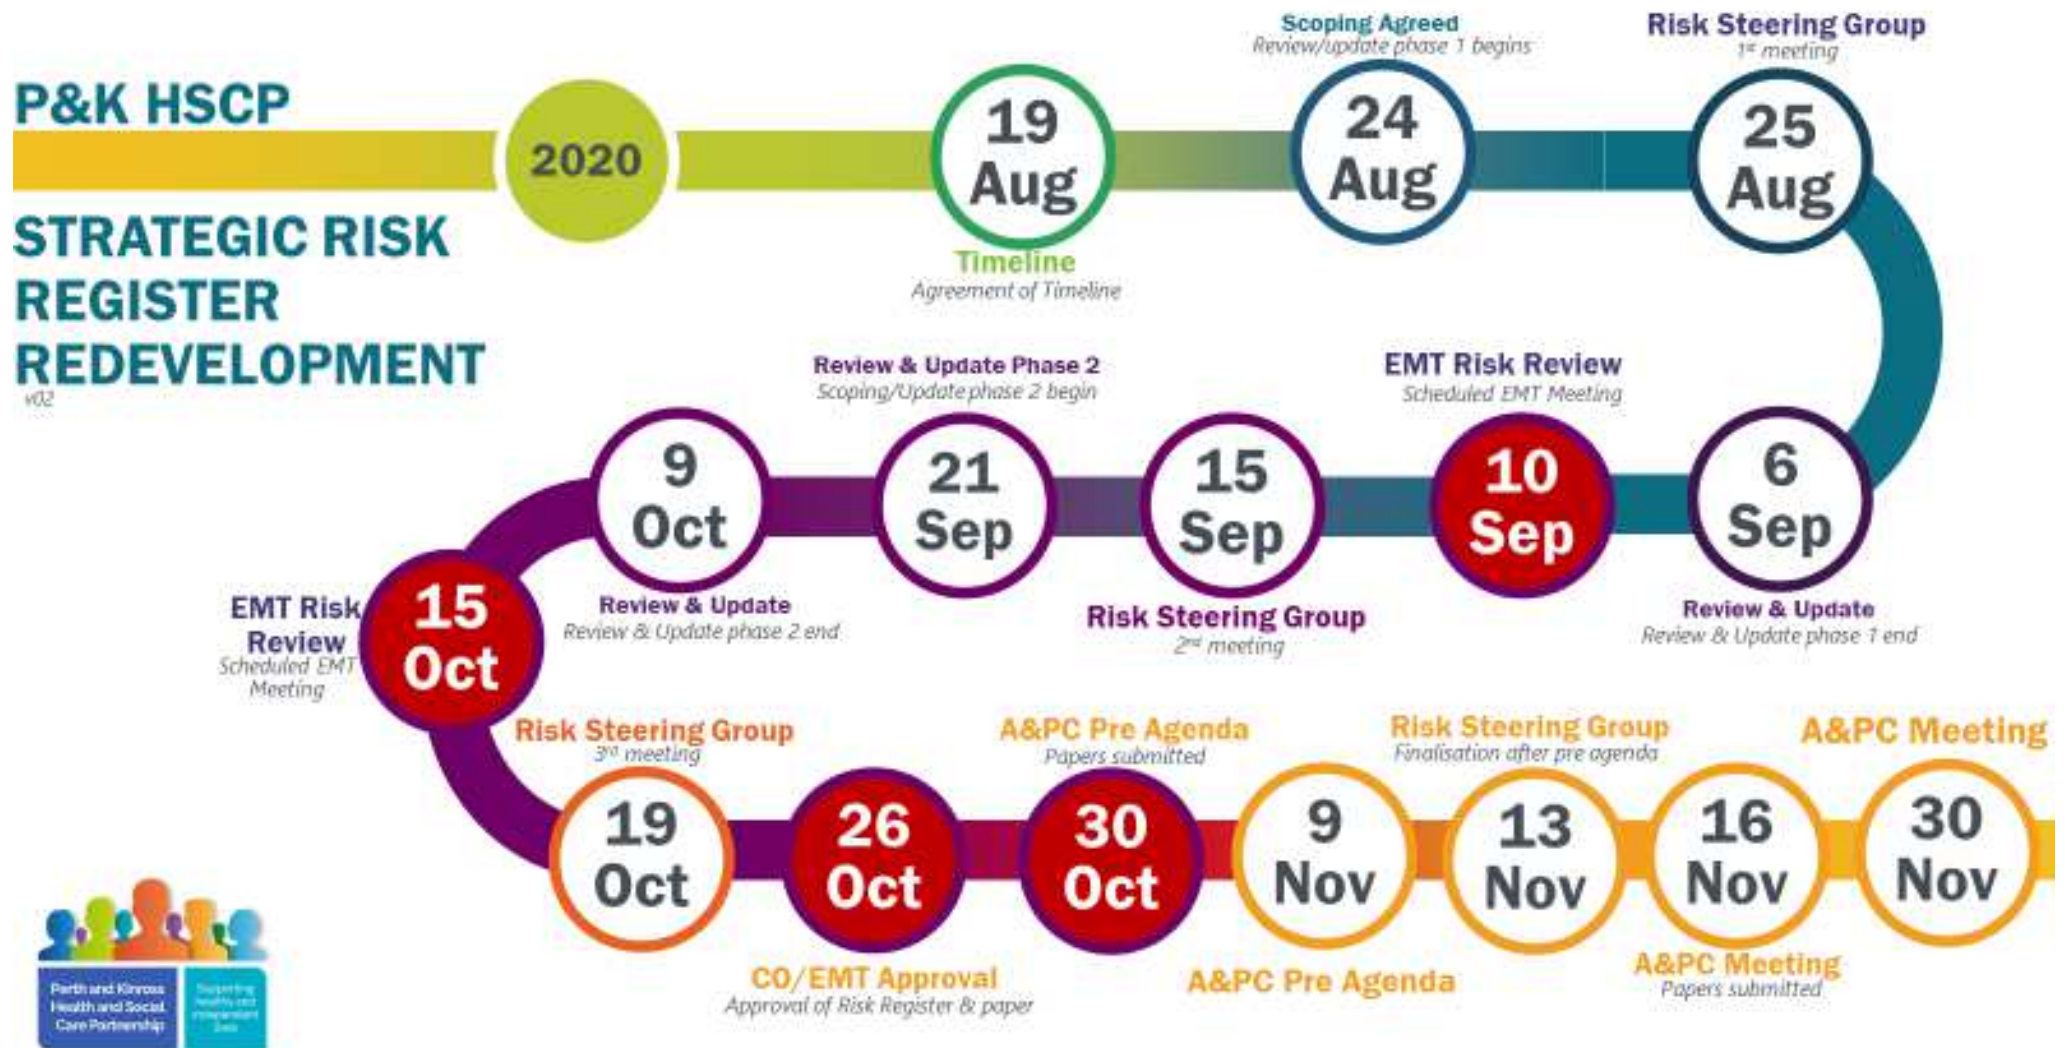 P&K HSCP
STRATEGIC RISK
REGISTER
REDEVELOPMENT
v02
2020
19
Aug
Timeline
Agreement of Timeline
Scoping Agreed
Review/update phase 1 begins
24
Aug
Risk Steering Group
1st meeting
25
Aug
6
Sep
Review & Update
Review & Update phase 1 end
EMT Risk Review
Scheduled EMT Meeting
10
Sep
15
Sep
Risk Steering Group
2nd meeting
Review & Update Phase 2
Scoping/Update phase 2 begin
21
Sep
9
Oct
Review & Update
Review & Update phase 2 end
EMT Risk
Review
Scheduled EMT
Meeting
15
Oct
Risk Steering Group
3rd meeting
19
Oct
26
Oct
CO/EMT Approval
Approval of Risk Register & paper
A&PC Pre Agenda
Papers submitted
30
Oct
9
Nov
A&PC Pre Agenda
Risk Steering Group
Finalisation after pre agenda
13
Nov
16
Nov
A&PC Meeting
Papers submitted
A&PC Meeting
30
Nov
Perth and Kinross
Health and Social
Care Partnership
Supporting
healthy and
independent
lives